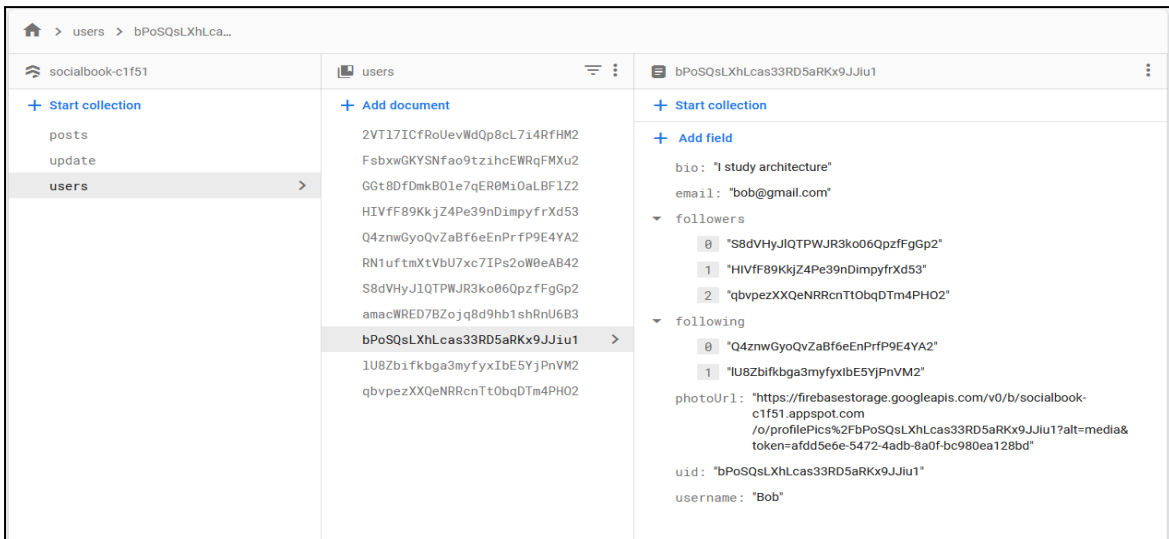 > users > bPoSQsLXhLca...
socialbook-c1f51
+ Start collection
posts
update
users >
users
+ Add document
2VTl7ICfRoUevWdQp8cL7i4RfHM2
FsbxwGKYSNfao9tzihcEWRqFMXu2
GGt8DfDmkBOle7qER0MiOaLBFlZ2
HIVfF89KkjZ4Pe39nDimpyfrXd53
Q4znwGyoQvZaBf6eEnPrfP9E4YA2
RN1uftmXtVbU7xc7IPs2oW0eAB42
S8dVHyJlQTPWJR3ko06QpzfFgGp2
amacWRED7BZojq8d9hb1shRnU6B3
bPoSQsLXhLcas33RD5aRKx9JJiu1 >
lU8Zbifkbga3myfyxIbE5YjPnVM2
qbvpezXXQeNRRcnTtObqDTm4PHO2
bPoSQsLXhLcas33RD5aRKx9JJiu1
+ Start collection
+ Add field
bio: "I study architecture"
email: "bob@gmail.com"
followers
0 "S8dVHyJlQTPWJR3ko06QpzfFgGp2"
1 "HIVfF89KkjZ4Pe39nDimpyfrXd53"
2 "qbvpezXXQeNRRcnTtObqDTm4PHO2"
following
0 "Q4znwGyoQvZaBf6eEnPrfP9E4YA2"
1 "lU8Zbifkbga3myfyxIbE5YjPnVM2"
photoUrl: "https://firebasestorage.googleapis.com/v0/b/socialbook-
c1f51.appspot.com
/o/profilePics%2FbPoSQsLXhLcas33RD5aRKx9JJiu1?alt=media&
token=afdd5e6e-5472-4adb-8a0f-bc980ea128bd"
uid: "bPoSQsLXhLcas33RD5aRKx9JJiu1"
username: "Bob"